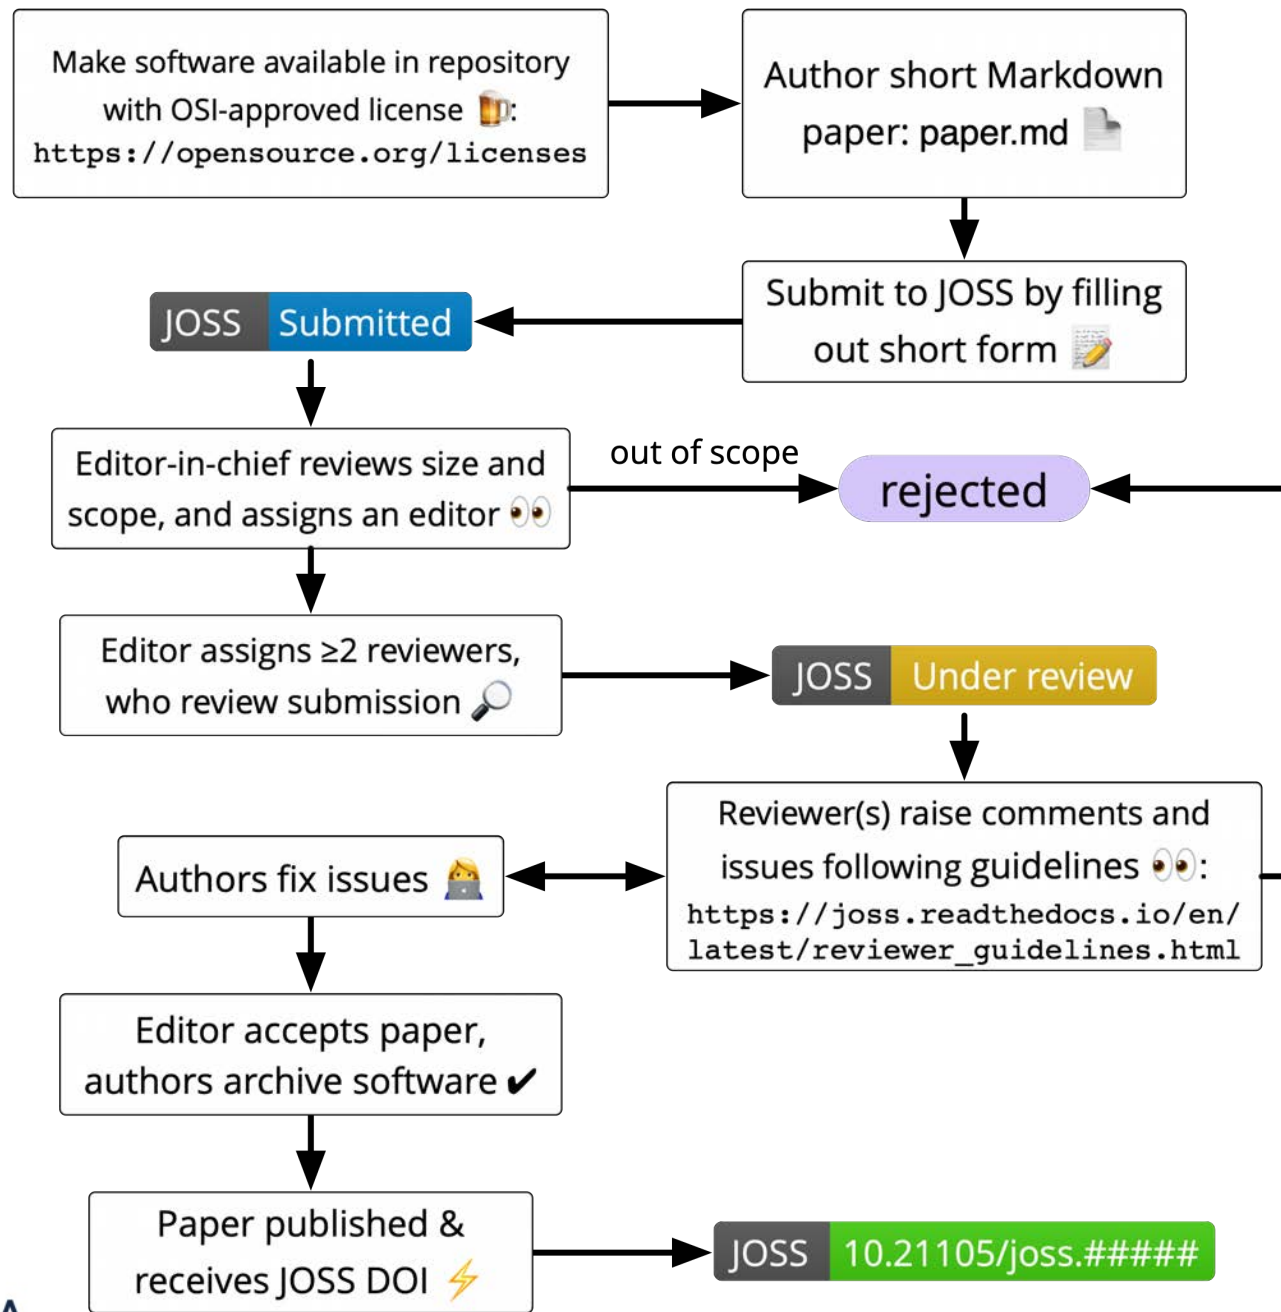 Make software available in repository
with OSI-approved license 🍺:
https://opensource.org/licenses
Author short Markdown
paper: paper.md
Submit to JOSS by filling
out short form
JOSS Submitted
Editor-in-chief reviews size and
scope, and assigns an editor
out of scope
rejected
Editor assigns ≥2 reviewers,
who review submission
JOSS Under review
Reviewer(s) raise comments and
issues following guidelines 👀:
https://joss.readthedocs.io/en/
latest/reviewer_guidelines.html
Authors fix issues
Editor accepts paper,
authors archive software ✔
Paper published &
receives JOSS DOI
JOSS 10.21105/joss.#####